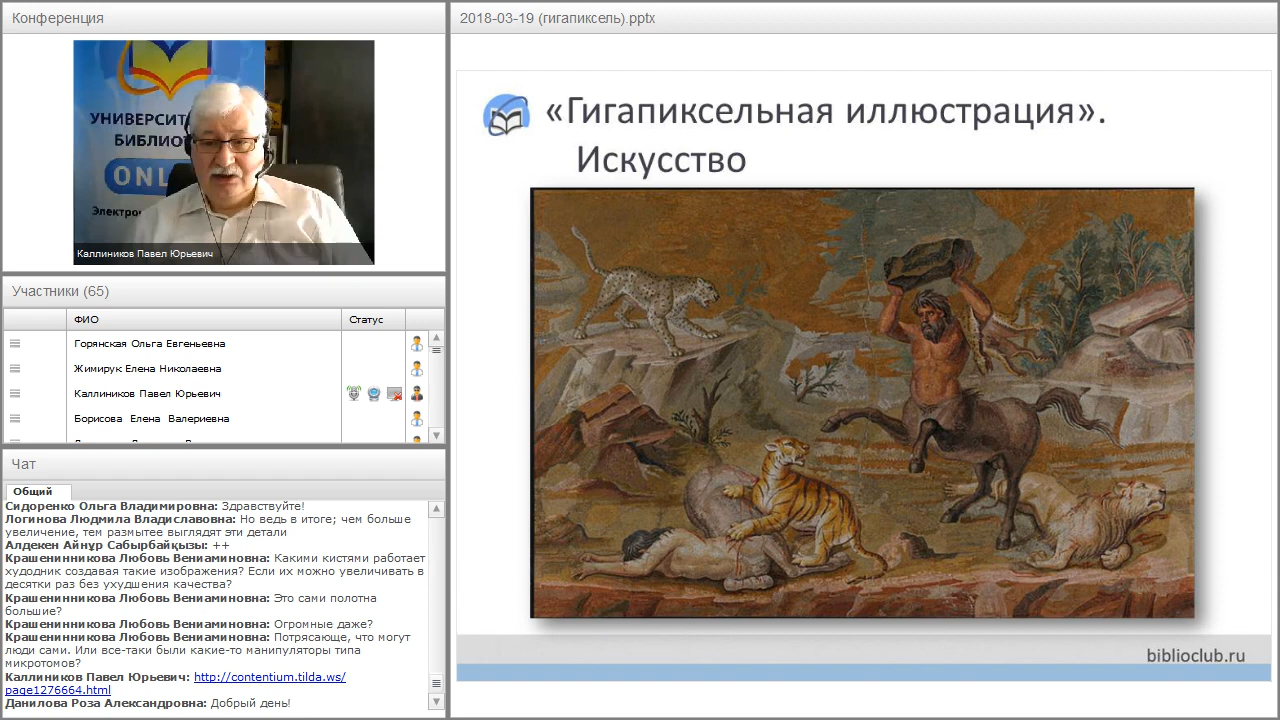 Конференция
УНИВЕРСИТ
БИБЛИО
ONL
Электро
Каллиников Павел Юрьевич
Участники (65)
ФИО Статус
Горянская Ольга Евгеньевна
Жимирук Елена Николаевна
Каллиников Павел Юрьевич
Борисова Елена Валериевна
Чат
Общий
Сидоренко Ольга Владимировна: Здравствуйте!
Логинова Людмила Владиславовна: Но ведь в итоге; чем больше
увеличение, тем размытее выглядят эти детали
Алдекен Айнұр Сабырбайқызы: ++
Крашенинникова Любовь Вениаминовна: Какими кистями работает
худодник создавая такие изображения? Если их можно увеличивать в
десятки раз без ухудшения качества?
Крашенинникова Любовь Вениаминовна: Это сами полотна
большие?
Крашенинникова Любовь Вениаминовна: Огромные даже?
Крашенинникова Любовь Вениаминовна: Потрясающе, что могут
люди сами. Или все-таки были какие-то манипуляторы типа
микротомов?
Каллиников Павел Юрьевич: http://contentium.tilda.ws/
page1276664.html
Данилова Роза Александровна: Добрый день!
2018-03-19 (гигапиксель).pptx
«Гигапиксельная иллюстрация».
Искусство
biblioclub.ru